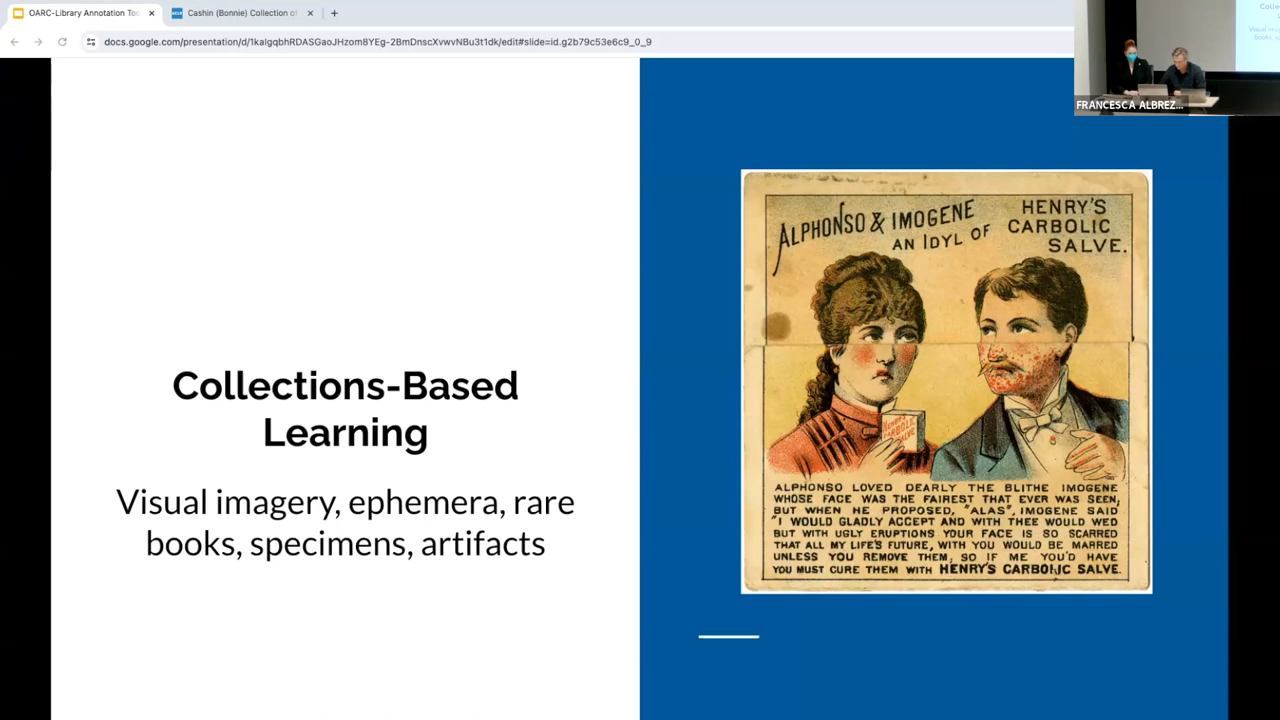 OARC-Library Annotation Too
Cashin (Bonnie) Collection of
docs.google.com/presentation/d/1kaIgqbhRDASGaoJHzom8YEg-2BmDnscXvwvNBu3t1dk/edit#slide=id.g2b79c53e6c9_0_9
FRANCESCA ALBREZ...
Collections-Based
Learning
Visual imagery, ephemera, rare
books, specimens, artifacts
ALPHONSO & IMOGENE
AN IDYL OF
HENRY'S
CARBOLIC
SALVE.
HENRY'S
CARBOLIC
SALVE
ALPHONSO LOVED DEARLY THE BLITHE IMOGENE
WHOSE FACE WAS THE FAIREST THAT EVER WAS SEEN,
BUT WHEN HE PROPOSED, "ALAS", IMOGENE SAID
"I WOULD GLADLY ACCEPT AND WITH THEE WOULD WED
BUT WITH UGLY ERUPTIONS YOUR FACE IS SO SCARRED
THAT ALL MY LIFE'S FUTURE, WITH YOU WOULD BE MARRED
UNLESS YOU REMOVE THEM, SO IF ME YOU'D HAVE
YOU MUST CURE THEM WITH HENRY'S CARBOLIC SALVE.